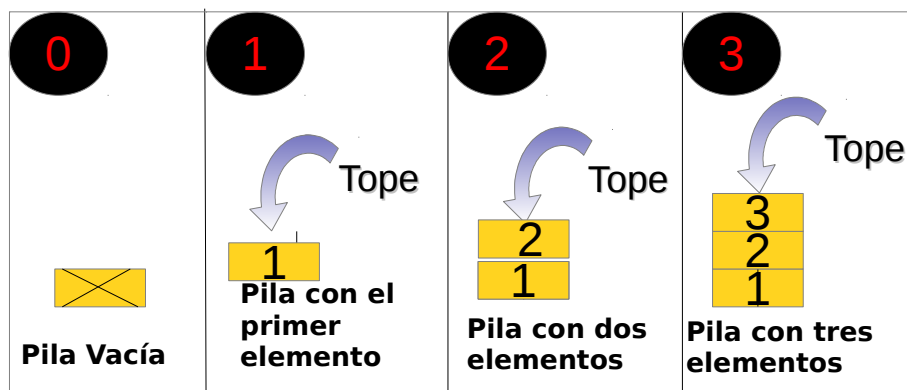 0
Pila Vacía
1
Tope
1
Pila con el
primer
elemento
2
Tope
2
1
Pila con dos
elementos
3
Tope
3
2
1
Pila con tres
elementos